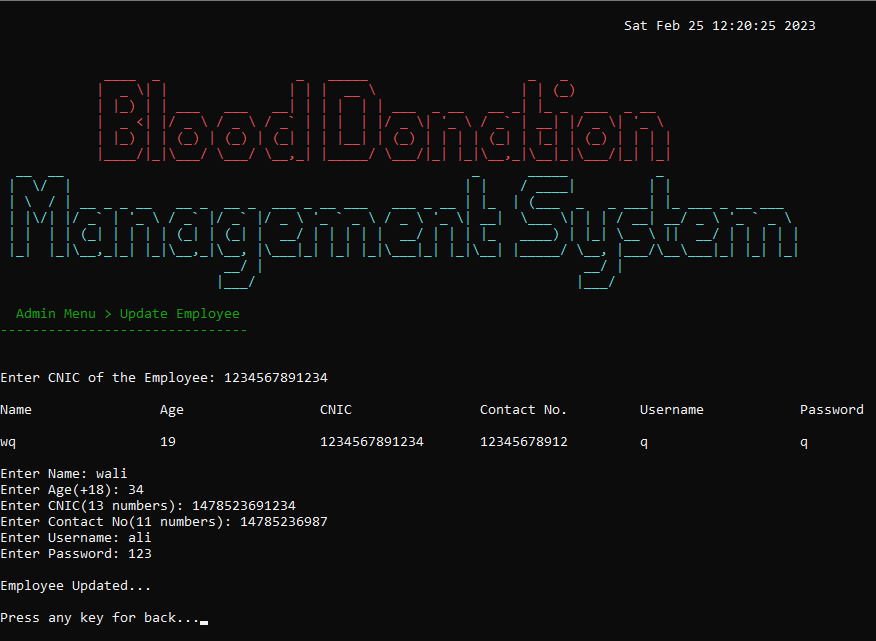 Sat Feb 25 12:20:25 2023
Blood Donation
Management System
Admin Menu > Update Employee
-------------------------------
Enter CNIC of the Employee: 1234567891234
Name Age CNIC Contact No. Username Password
wq 19 1234567891234 12345678912 q q
Enter Name: wali
Enter Age(+18): 34
Enter CNIC(13 numbers): 1478523691234
Enter Contact No(11 numbers): 14785236987
Enter Username: ali
Enter Password: 123
Employee Updated...
Press any key for back...